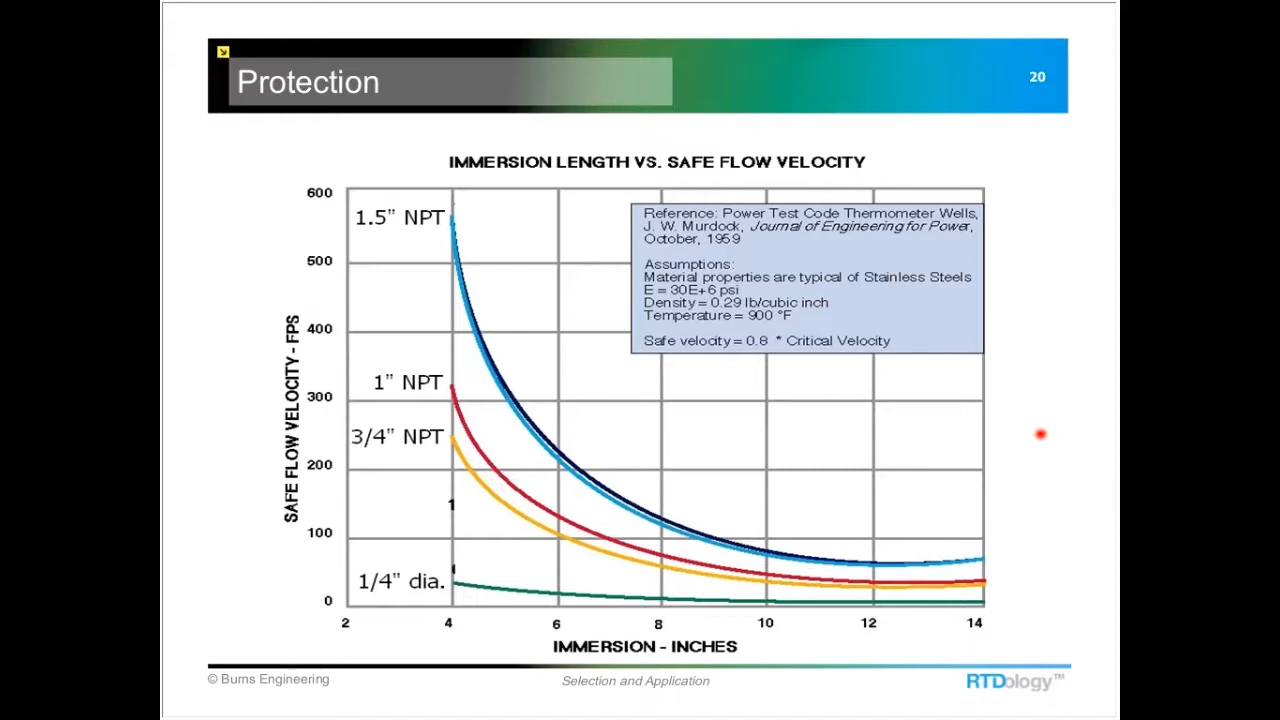 Protection
20
IMMERSION LENGTH VS. SAFE FLOW VELOCITY
600
500
400
300
200
100
0
SAFE FLOW VELOCITY - FPS
1.5" NPT
1" NPT
3/4" NPT
1
1/4" dia.
Reference: Power Test Code Thermometer Wells,
J. W. Murdock, Journal of Engineering for Power,
October, 1959
Assumptions:
Material properties are typical of Stainless Steels
E = 30E+6 psi
Density = 0.29 lb/cubic inch
Temperature = 900 °F
Safe velocity = 0.8 * Critical Velocity
2 4 6 8 10 12 14
IMMERSION - INCHES
© Burns Engineering
Selection and Application
RTDology™